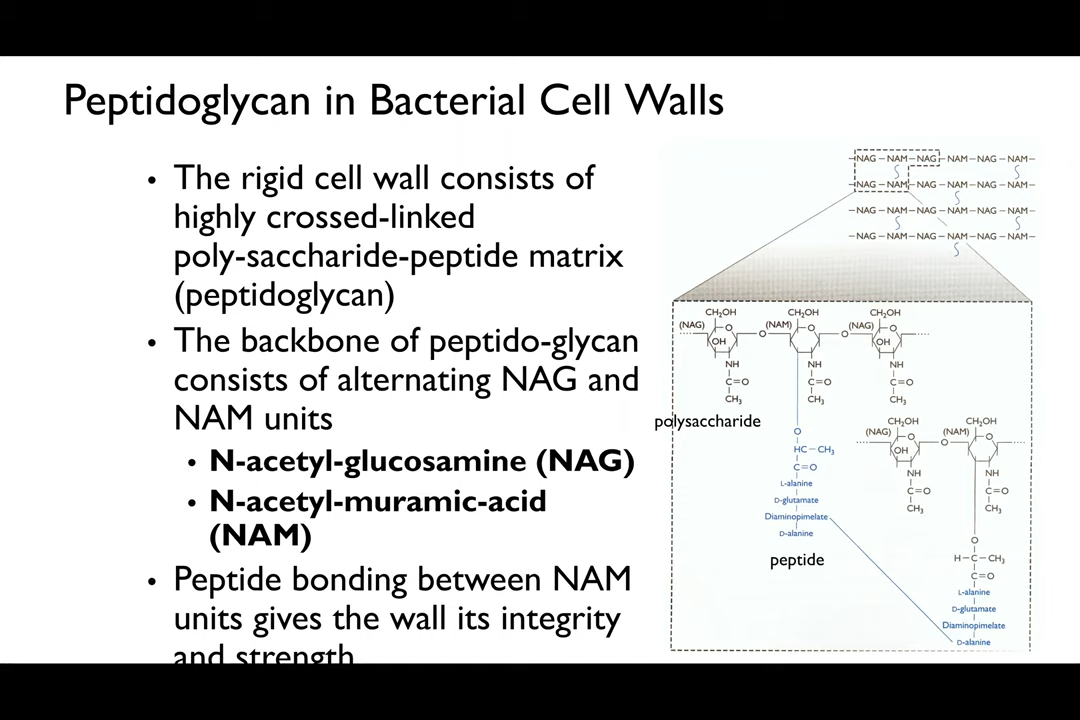 Peptidoglycan in Bacterial Cell Walls
• The rigid cell wall consists of
highly crossed-linked
poly-saccharide-peptide matrix
(peptidoglycan)
• The backbone of peptido-glycan
consists of alternating NAG and
NAM units
• N-acetyl-glucosamine (NAG)
• N-acetyl-muramic-acid
(NAM)
• Peptide bonding between NAM
units gives the wall its integrity
and strength
–NAG – NAM – NAG – NAM – NAG – NAM –
–NAG – NAM – NAG – NAM – NAG – NAM –
–NAG – NAM – NAG – NAM – NAG – NAM –
–NAG – NAM – NAG – NAM – NAG – NAM –
CH₂OH CH₂OH CH₂OH
(NAG) O (NAM) O (NAG) O
O O
OH OH
NH NH NH
C=O C=O C=O
CH₃ CH₃ CH₃
polysaccharide
O
HC – CH₃
C=O
L-alanine
D-glutamate
Diaminopimelate
D-alanine
peptide
CH₂OH CH₂OH
(NAG) O (NAM) O
O
OH
NH NH
C=O C=O
CH₃ CH₃
O
H – C – CH₃
C=O
L-alanine
D-glutamate
Diaminopimelate
D-alanine